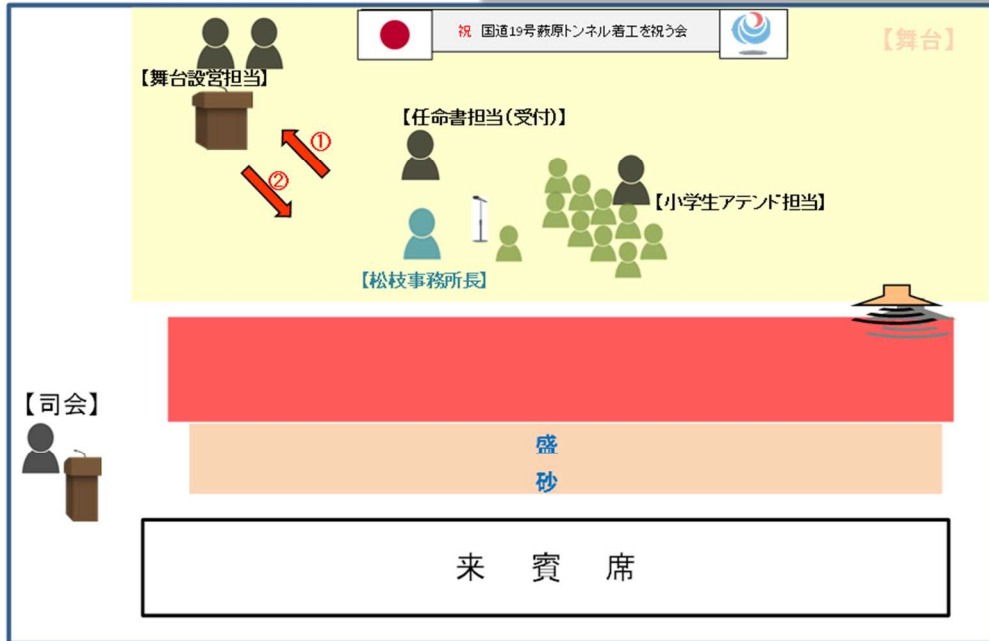 祝 国道19号薮原トンネル着工を祝う会
【舞台】
【舞台設営担当】
【任命書担当(受付)】
①
②
【小学生アテンド担当】
【松枝事務所長】
【司会】
盛
砂
来 賓 席